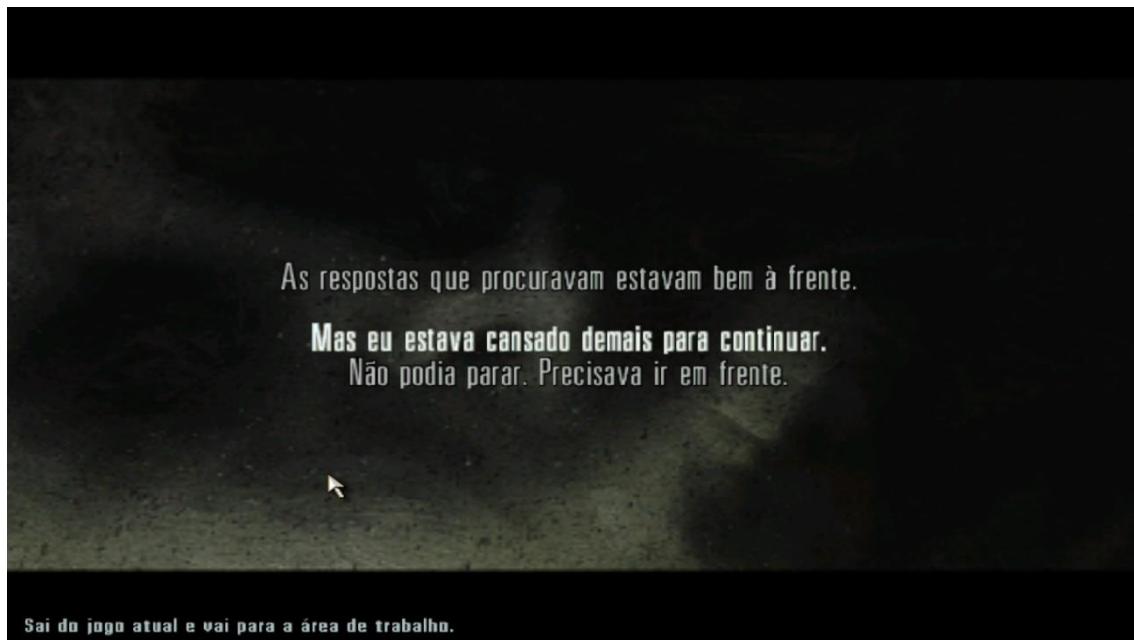 As respostas que procuravam estavam bem à frente.
Mas eu estava cansado demais para continuar.
Não podia parar. Precisava ir em frente.
Sai do jogo atual e vai para a área de trabalho.